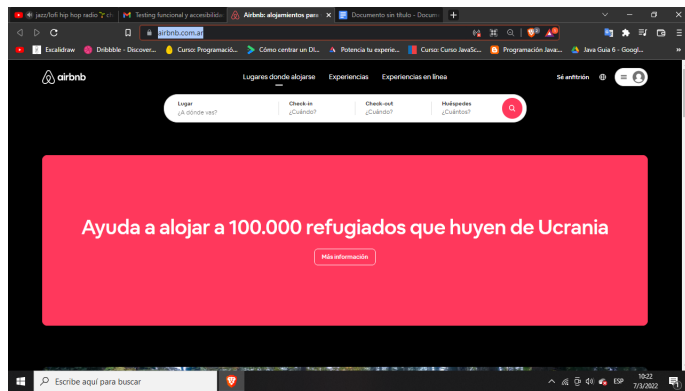 jazz/lofi hip hop radio
Testing funcional y accesibilida
Airbnb: alojamientos para
Documento sin título - Docum
airbnb.com.ar
Escalidraw
Dribbble - Discover...
Curso: Programació...
Cómo centrar un Di...
Potencia tu experie...
Curso: Curso JavaSc...
Programación Java...
Java Guia 6 - Googl...
airbnb
Lugares donde alojarse Experiencias Experiencias en línea
Sé anfitrión
Lugar Check-in Check-out Huéspedes
¿A dónde vas? ¿Cuándo? ¿Cuándo? ¿Cuántos?
Ayuda a alojar a 100.000 refugiados que huyen de Ucrania
Más información
Escribe aquí para buscar
ESP
10:22
7/3/2022